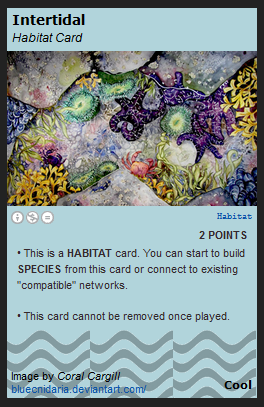 Intertidal
Habitat Card
Habitat
2 POINTS
• This is a HABITAT card. You can start to build
SPECIES from this card or connect to existing
"compatible" networks.
• This card cannot be removed once played.
Image by Coral Cargill
bluecnidaria.deviantart.com/
Cool